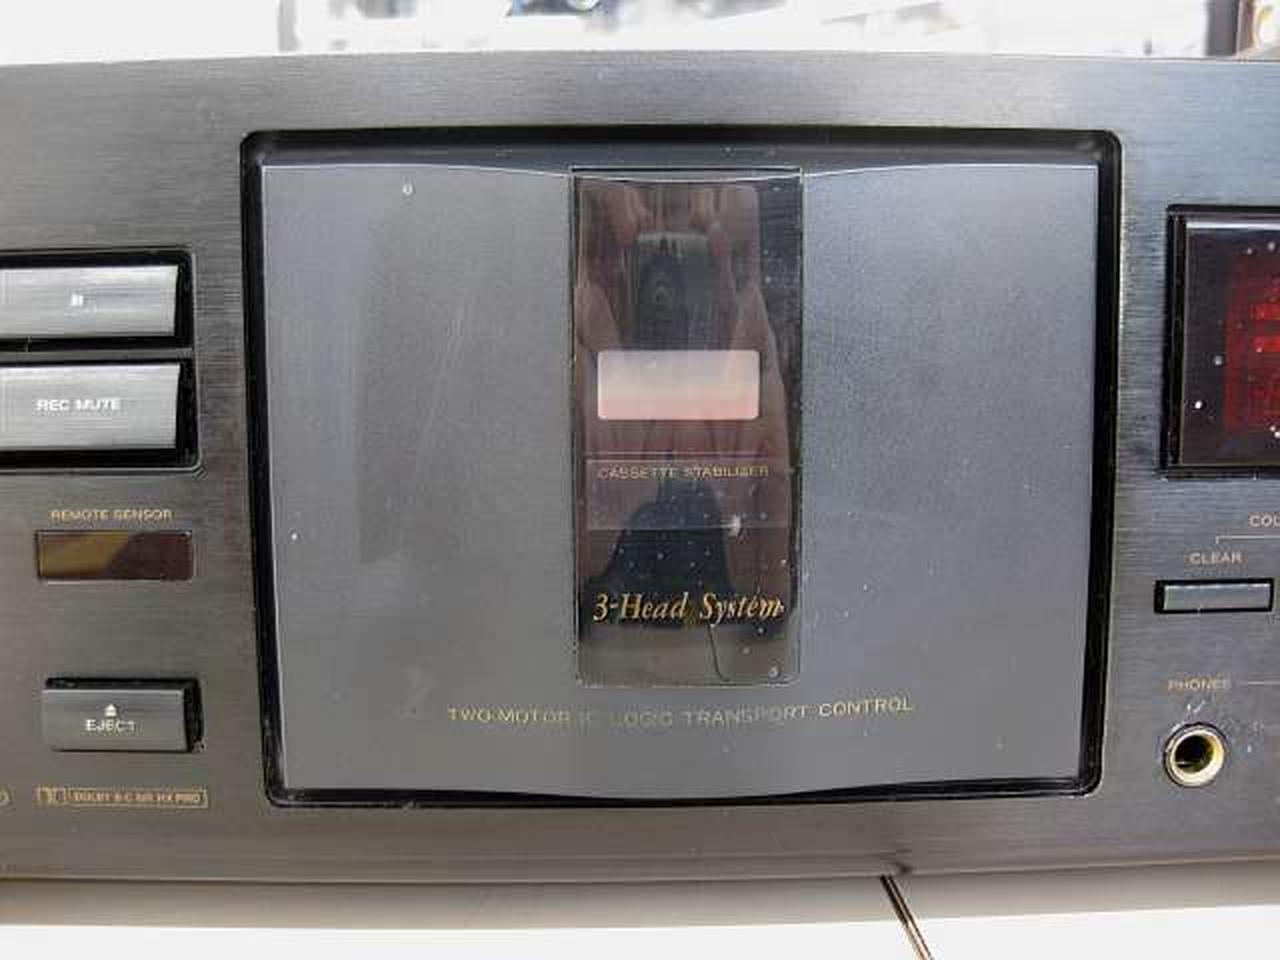 REC MUTE
REMOTE SENSOR
EJECT
DOLBY B-C NR HX PRO
CASSETTE STABILISER
3-Head System
TWO-MOTOR IC LOGIC TRANSPORT CONTROL
COU
CLEAR
PHONES